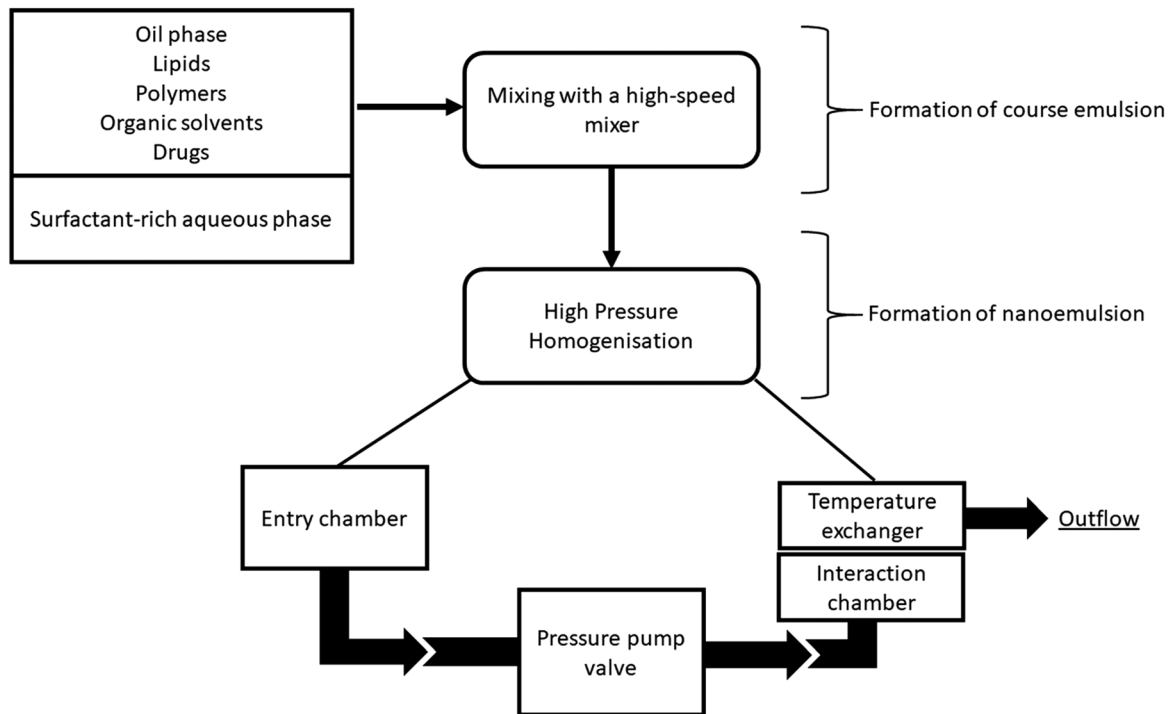 Oil phase
Lipids
Polymers
Organic solvents
Drugs
Surfactant-rich aqueous phase
Mixing with a high-speed
mixer
Formation of course emulsion
High Pressure
Homogenisation
Formation of nanoemulsion
Entry chamber
Pressure pump
valve
Temperature
exchanger
Interaction
chamber
Outflow